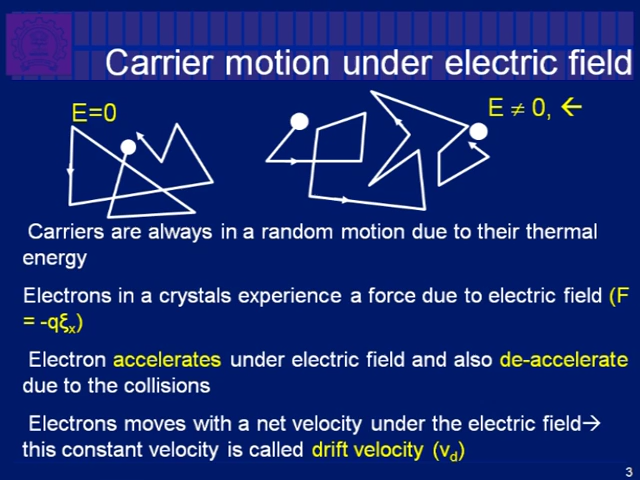 Carrier motion under electric field
E=0
E ≠ 0, ←
Carriers are always in a random motion due to their thermal
energy
Electrons in a crystals experience a force due to electric field (F
= -qξx)
Electron accelerates under electric field and also de-accelerate
due to the collisions
Electrons moves with a net velocity under the electric field→
this constant velocity is called drift velocity (vd)
3